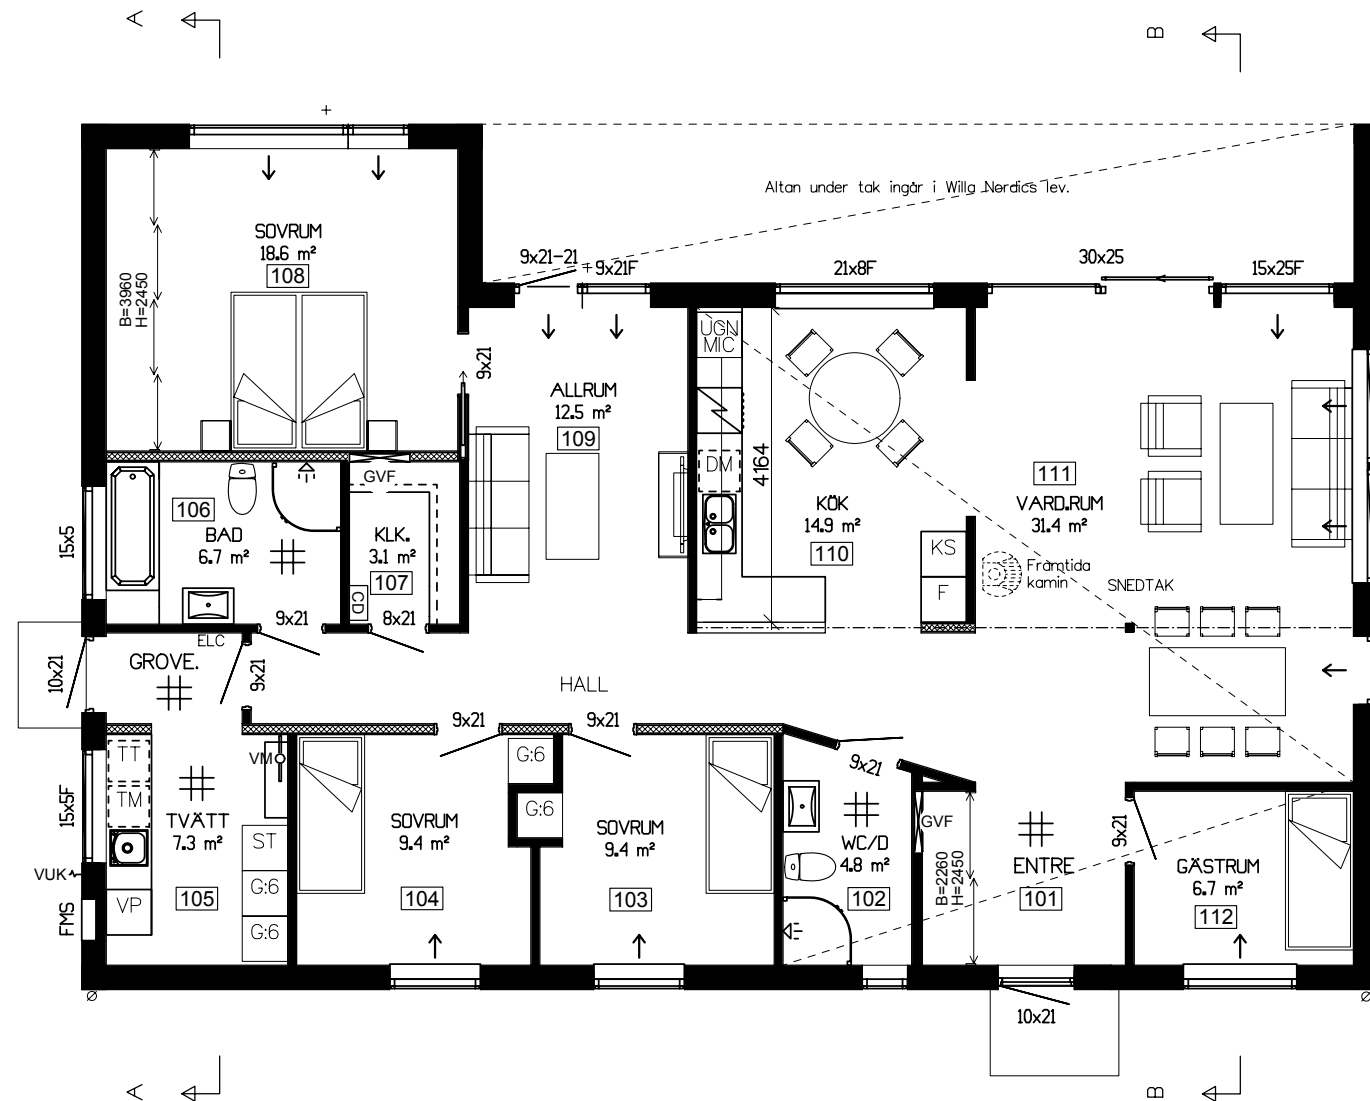 A
B
Altan under tak ingår i Willa Nordics lev.
SOVRUM
18.6 m²
108
B=3960
H=2450
9x21-21
9x21F
21x8F
30x25
15x25F
9x21
ALLRUM
12.5 m²
109
UGN
MIC
DM
4164
KÖK
14.9 m²
110
KS
F
111
VARD.RUM
31.4 m²
Framtida
kamin
SNEDTAK
GVF
106
BAD
6.7 m²
KLK.
3.1 m²
107
CD
15x5
9x21
8x21
ELC
GROVE.
10x21
9x21
HALL
9x21
9x21
9x21
TT
TM
VM
TVÄTT
7.3 m²
105
ST
G:6
G:6
15x5F
VUK
FMS
VP
G:6
G:6
SOVRUM
9.4 m²
104
SOVRUM
9.4 m²
103
WC/D
4.8 m²
102
GVF
B=2260
H=2450
ENTRE
101
9x21
GÄSTRUM
6.7 m²
112
10x21
A
B